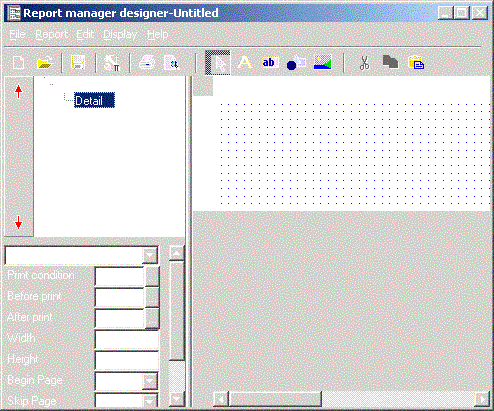 Report manager designer-Untitled
File Report Edit Display Help
A ab
Detail
Print condition
Before print
After print
Width
Height
Begin Page
Skip Page